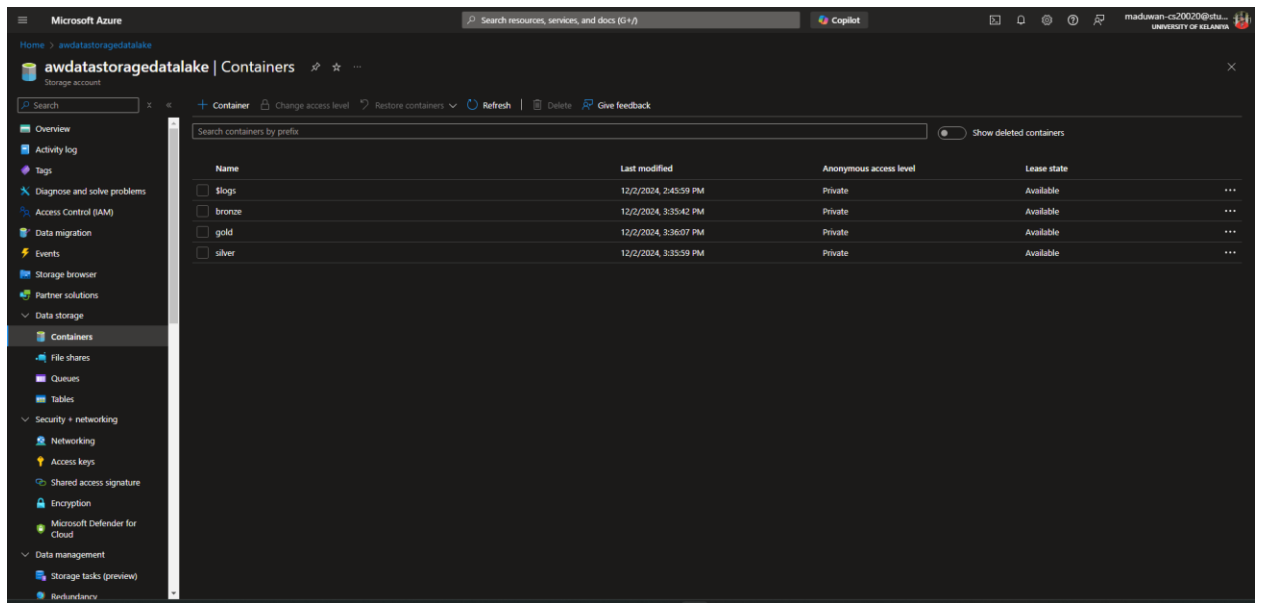 Microsoft Azure
Search resources, services, and docs (G+/)
Copilot
maduwan-cs20020@stu...
UNIVERSITY OF KELANIYA
Home > awdatastoragedatalake
awdatastoragedatalake | Containers
Storage account
Search
+ Container Change access level Restore containers Refresh | Delete Give feedback
Search containers by prefix
Show deleted containers
Overview
Activity log
Tags
Diagnose and solve problems
Access Control (IAM)
Data migration
Events
Storage browser
Partner solutions
Data storage
Containers
File shares
Queues
Tables
Security + networking
Networking
Access keys
Shared access signature
Encryption
Microsoft Defender for
Cloud
Data management
Storage tasks (preview)
Redundancy
Name Last modified Anonymous access level Lease state
$logs 12/2/2024, 2:45:59 PM Private Available
bronze 12/2/2024, 3:35:42 PM Private Available
gold 12/2/2024, 3:36:07 PM Private Available
silver 12/2/2024, 3:35:59 PM Private Available